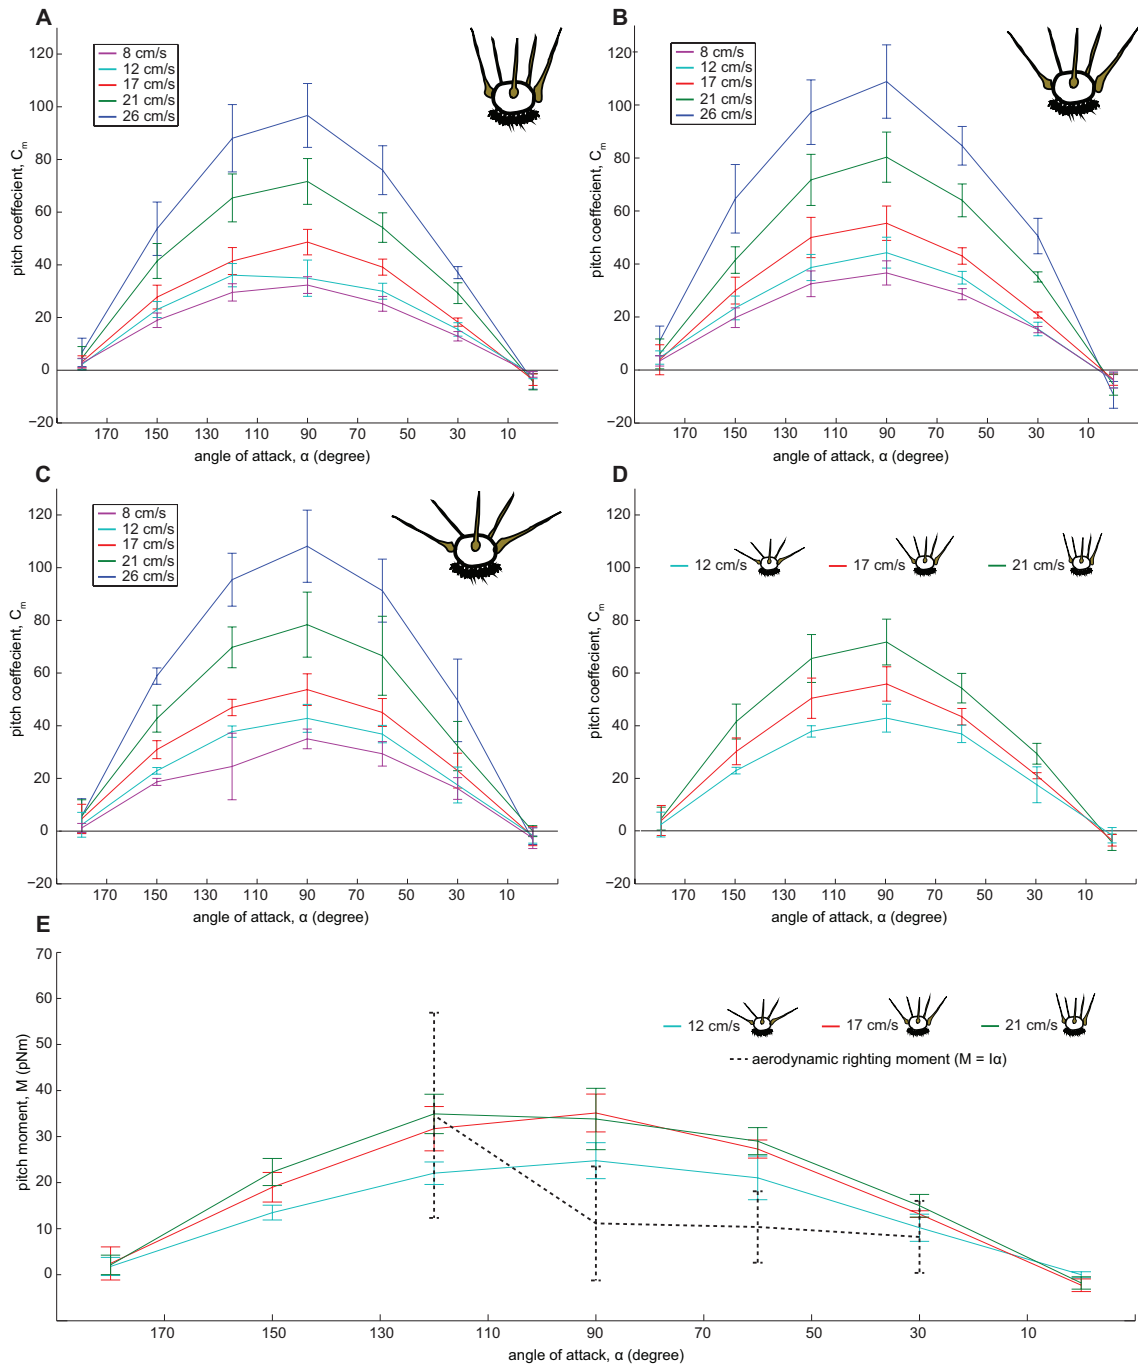 A
8 cm/s
12 cm/s
17 cm/s
21 cm/s
26 cm/s
120
100
80
60
40
20
0
−20
pitch coeffecient, Cm
170 150 130 110 90 70 50 30 10
angle of attack, α (degree)
B
8 cm/s
12 cm/s
17 cm/s
21 cm/s
26 cm/s
120
100
80
60
40
20
0
−20
pitch coeffecient, Cm
170 150 130 110 90 70 50 30 10
angle of attack, α (degree)
C
8 cm/s
12 cm/s
17 cm/s
21 cm/s
26 cm/s
120
100
80
60
40
20
0
−20
pitch coeffecient, Cm
170 150 130 110 90 70 50 30 10
angle of attack, α (degree)
D
12 cm/s 17 cm/s 21 cm/s
120
100
80
60
40
20
0
−20
pitch coeffecient, Cm
170 150 130 110 90 70 50 30 10
angle of attack, α (degree)
E
12 cm/s 17 cm/s 21 cm/s
aerodynamic righting moment (M = Iα)
70
60
50
40
30
20
10
0
pitch moment, M (pNm)
170 150 130 110 90 70 50 30 10
angle of attack, α (degree)